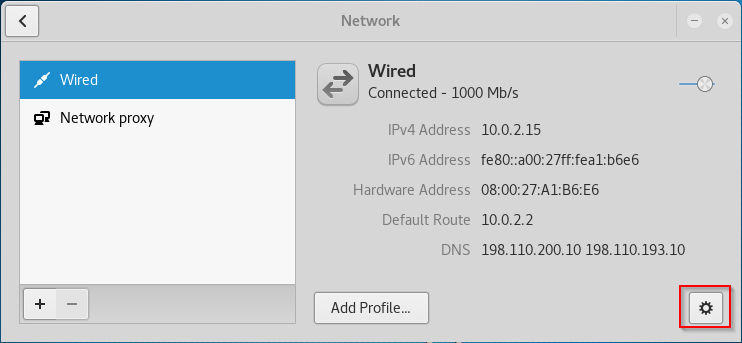 Network
Wired
Network proxy
Wired
Connected - 1000 Mb/s
IPv4 Address 10.0.2.15
IPv6 Address fe80::a00:27ff:fea1:b6e6
Hardware Address 08:00:27:A1:B6:E6
Default Route 10.0.2.2
DNS 198.110.200.10 198.110.193.10
Add Profile...